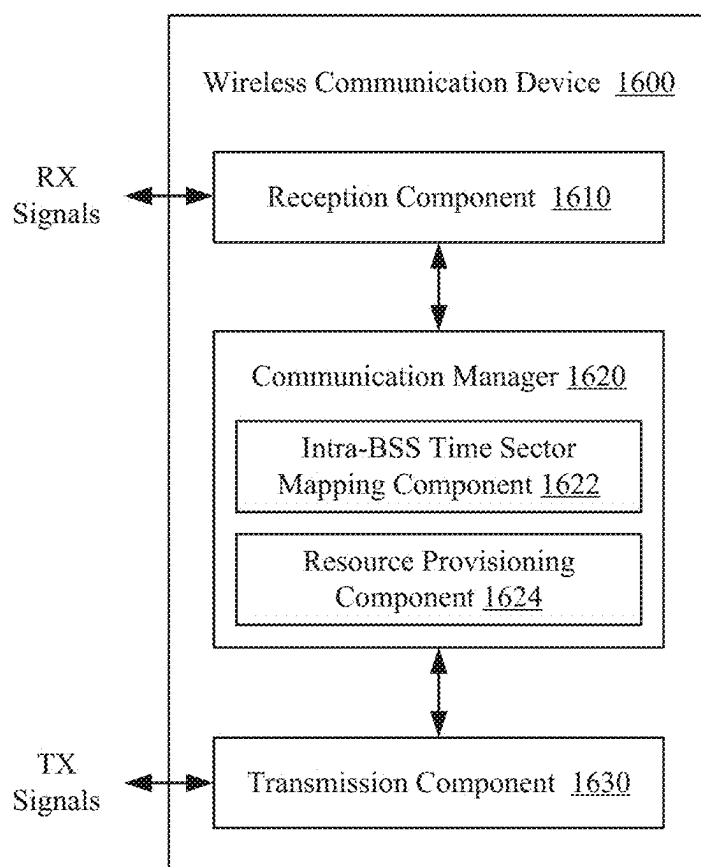 Wireless Communication Device 1600
RX
Signals
Reception Component 1610
Communication Manager 1620
Intra-BSS Time Sector
Mapping Component 1622
Resource Provisioning
Component 1624
TX
Signals
Transmission Component 1630